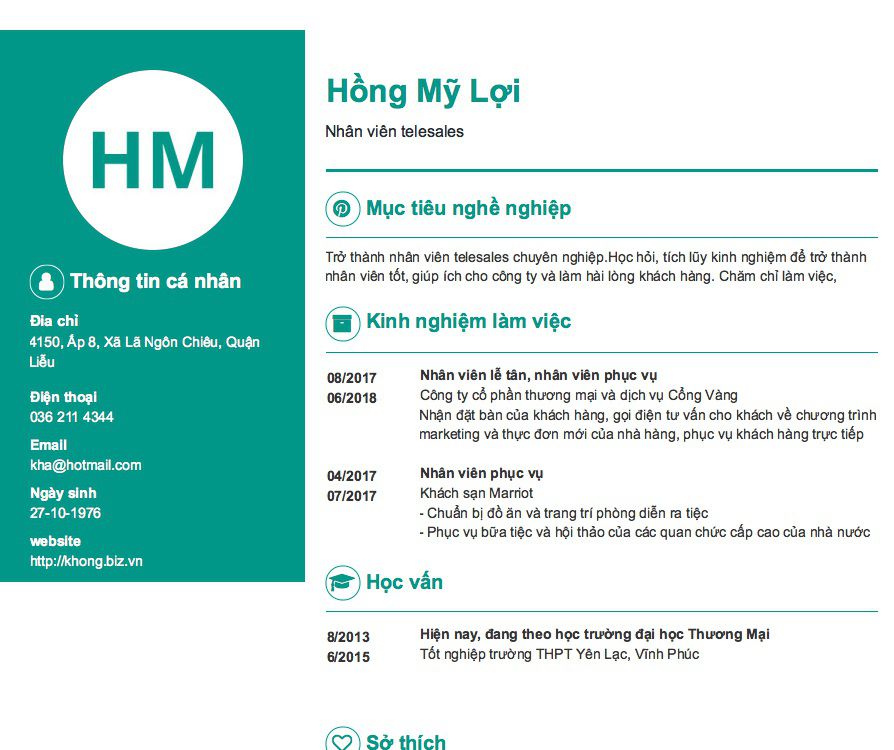 HM
Thông tin cá nhân
Địa chỉ
4150, Ấp 8, Xã Lã Ngôn Chiêu, Quận
Liễu
Điện thoại
036 211 4344
Email
kha@hotmail.com
Ngày sinh
27-10-1976
website
http://khong.biz.vn
Hồng Mỹ Lợi
Nhân viên telesales
Mục tiêu nghề nghiệp
Trở thành nhân viên telesales chuyên nghiệp.Học hỏi, tích lũy kinh nghiệm để trở thành
nhân viên tốt, giúp ích cho công ty và làm hài lòng khách hàng. Chăm chỉ làm việc,
Kinh nghiệm làm việc
08/2017
06/2018
Nhân viên lễ tân, nhân viên phục vụ
Công ty cổ phần thương mại và dịch vụ Cổng Vàng
Nhận đặt bàn của khách hàng, gọi điện tư vấn cho khách về chương trình
marketing và thực đơn mới của nhà hàng, phục vụ khách hàng trực tiếp
04/2017
07/2017
Nhân viên phục vụ
Khách sạn Marriot
- Chuẩn bị đồ ăn và trang trí phòng diễn ra tiệc
- Phục vụ bữa tiệc và hội thảo của các quan chức cấp cao của nhà nước
Học vấn
8/2013
6/2015
Hiện nay, đang theo học trường đại học Thương Mại
Tốt nghiệp trường THPT Yên Lạc, Vĩnh Phúc
Sở thích